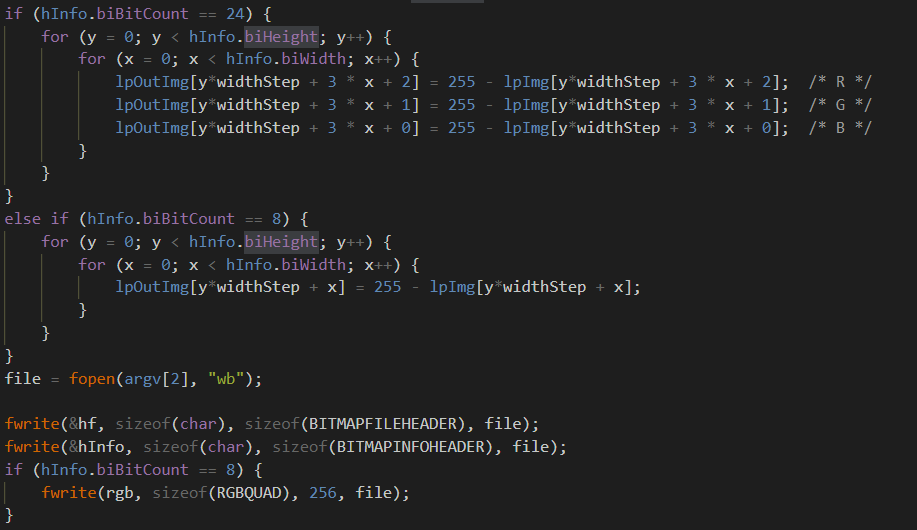 if (hInfo.biBitCount == 24) {
for (y = 0; y < hInfo.biHeight; y++) {
for (x = 0; x < hInfo.biWidth; x++) {
lpOutImg[y*widthStep + 3 * x + 2] = 255 - lpImg[y*widthStep + 3 * x + 2]; /* R */
lpOutImg[y*widthStep + 3 * x + 1] = 255 - lpImg[y*widthStep + 3 * x + 1]; /* G */
lpOutImg[y*widthStep + 3 * x + 0] = 255 - lpImg[y*widthStep + 3 * x + 0]; /* B */
}
}
}
else if (hInfo.biBitCount == 8) {
for (y = 0; y < hInfo.biHeight; y++) {
for (x = 0; x < hInfo.biWidth; x++) {
lpOutImg[y*widthStep + x] = 255 - lpImg[y*widthStep + x];
}
}
}
file = fopen(argv[2], "wb");
fwrite(&hf, sizeof(char), sizeof(BITMAPFILEHEADER), file);
fwrite(&hInfo, sizeof(char), sizeof(BITMAPINFOHEADER), file);
if (hInfo.biBitCount == 8) {
fwrite(rgb, sizeof(RGBQUAD), 256, file);
}